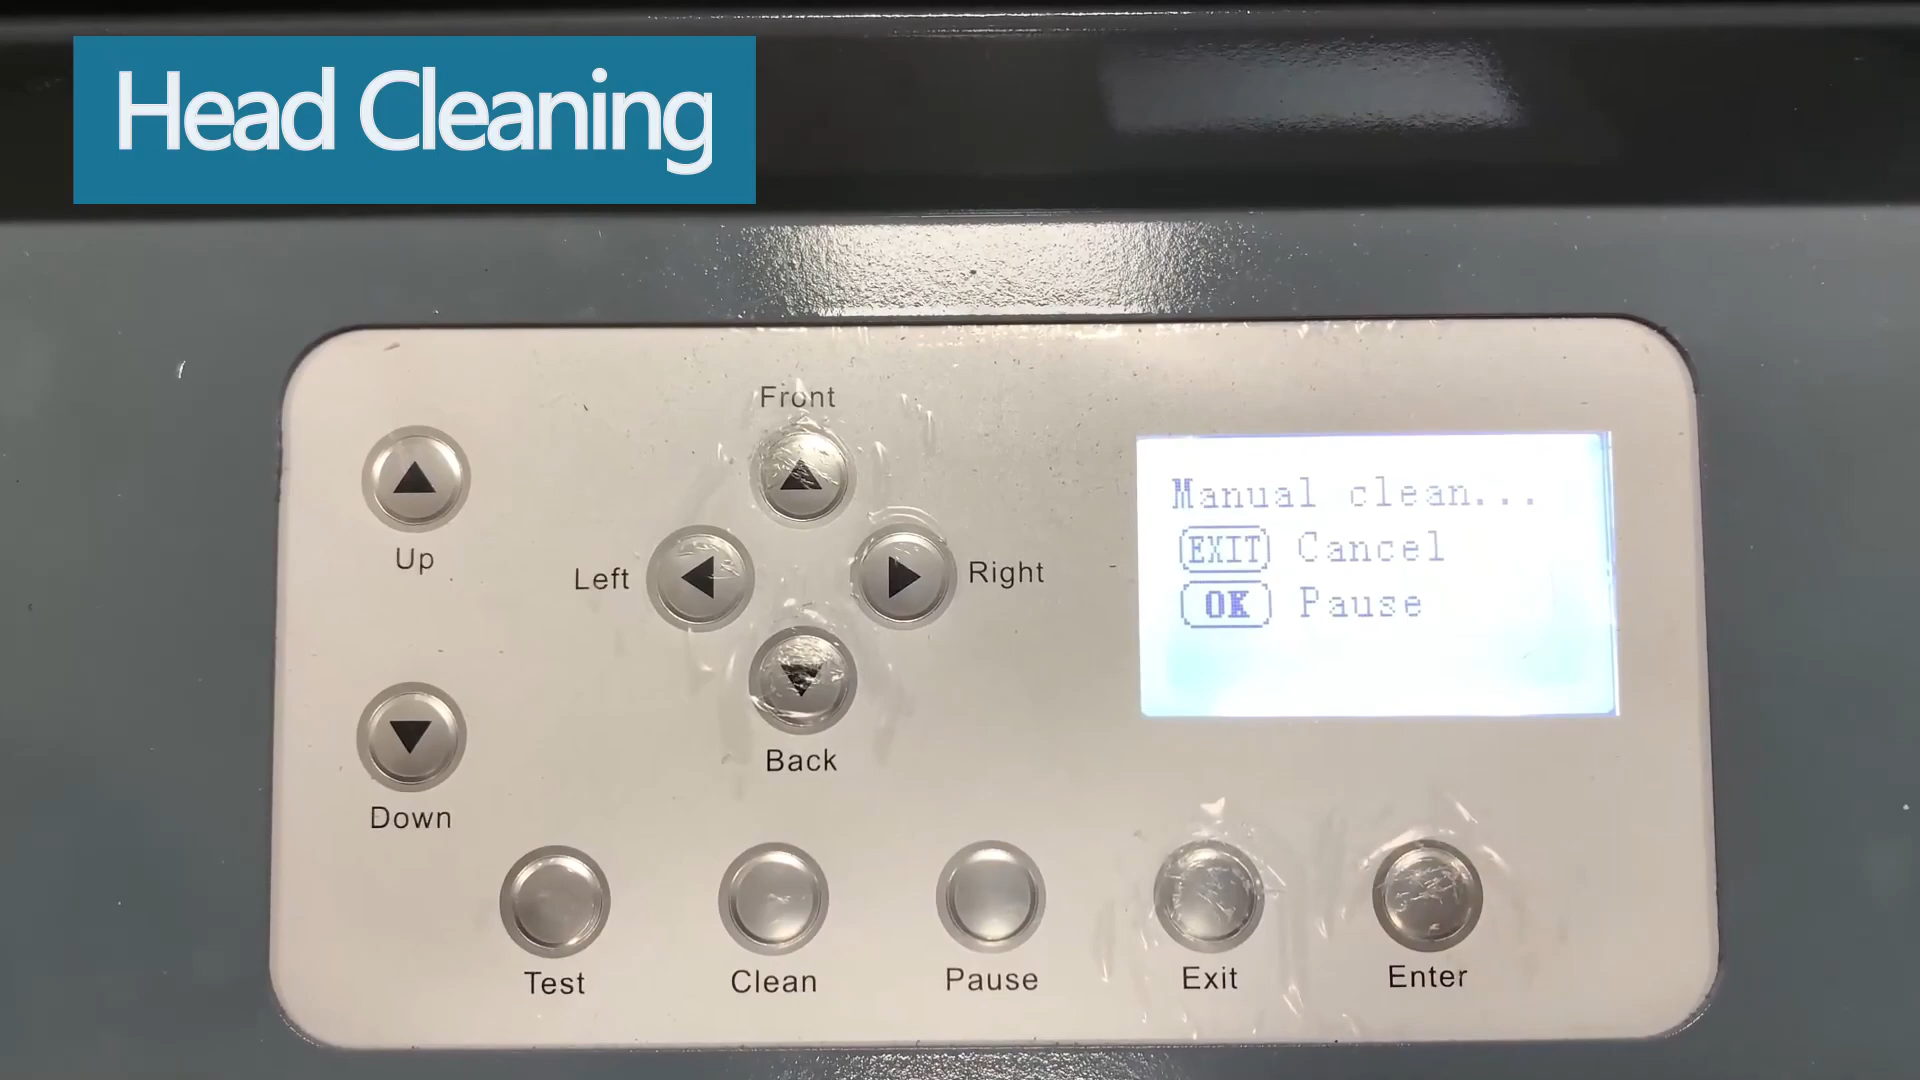 Head Cleaning
Front
Up
Left
Right
Back
Down
Manual clean...
EXIT Cancel
OK Pause
Test
Clean
Pause
Exit
Enter